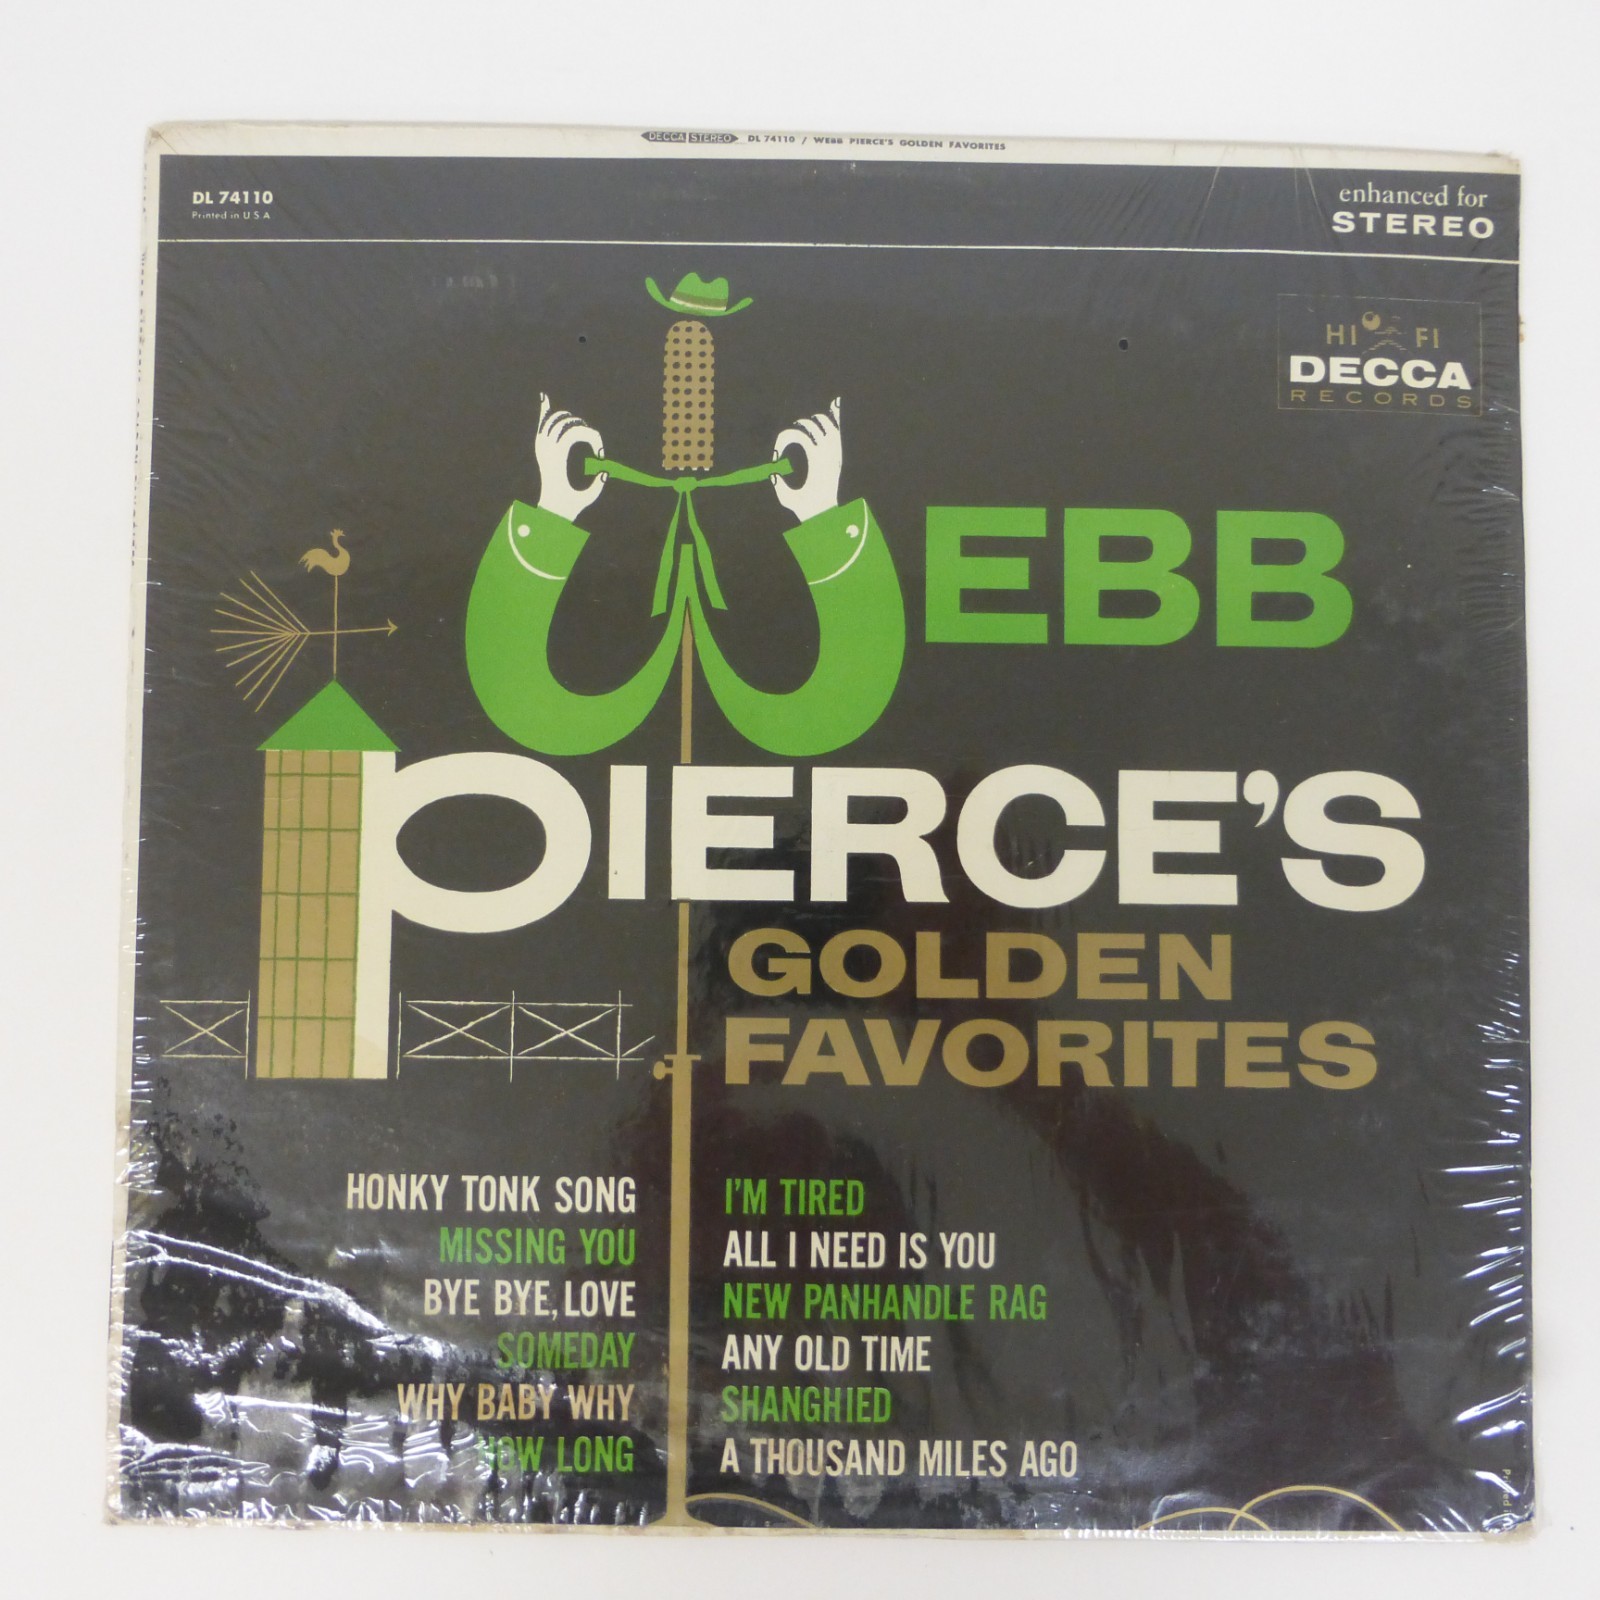 DECCA STEREO DL 74110 / WEBB PIERCE'S GOLDEN FAVORITES
DL 74110
Printed in U S A
enhanced for
STEREO
HI FI
DECCA
RECORDS
WEBB
PIERCE'S
GOLDEN
FAVORITES
HONKY TONK SONG
MISSING YOU
BYE BYE, LOVE
SOMEDAY
WHY BABY WHY
HOW LONG
I'M TIRED
ALL I NEED IS YOU
NEW PANHANDLE RAG
ANY OLD TIME
SHANGHIED
A THOUSAND MILES AGO
Printed in